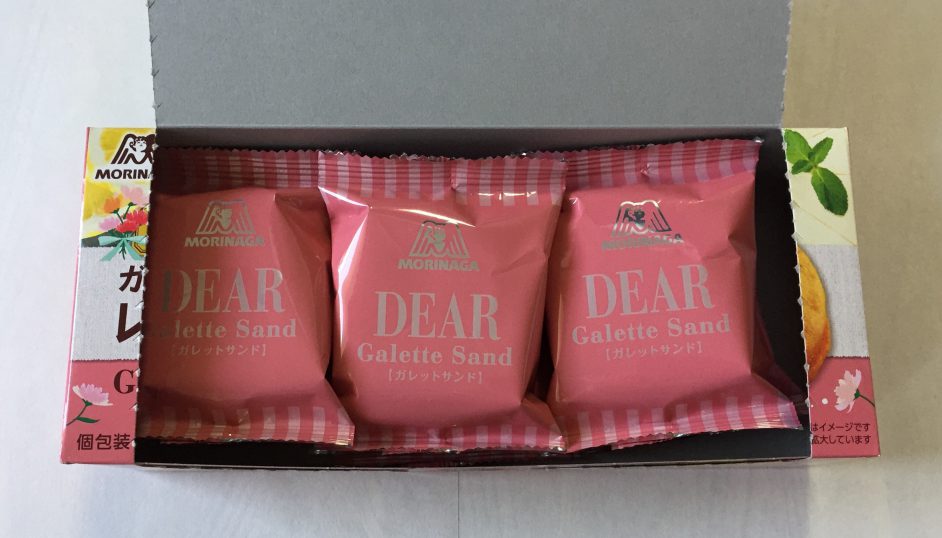 MORINAGA
ガ
レ
G
個包装
MORINAGA
DEAR
Galette Sand
[ガレットサンド]
MORINAGA
DEAR
Galette Sand
[ガレットサンド]
MORINAGA
DEAR
Galette Sand
[ガレットサンド]
はイメージです
拡大しています